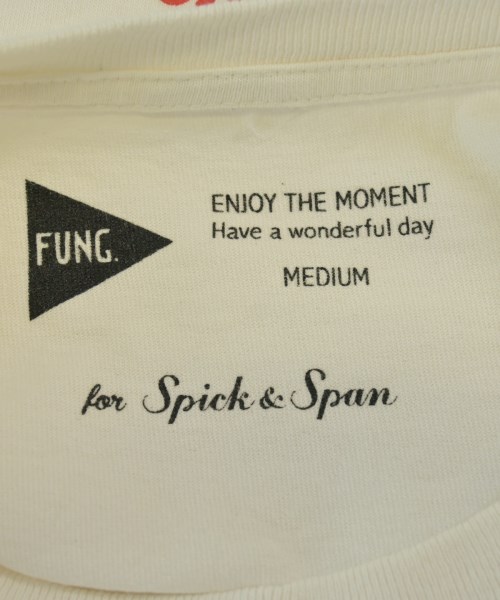 FUNG.
ENJOY THE MOMENT
Have a wonderful day
MEDIUM
for Spick & Span